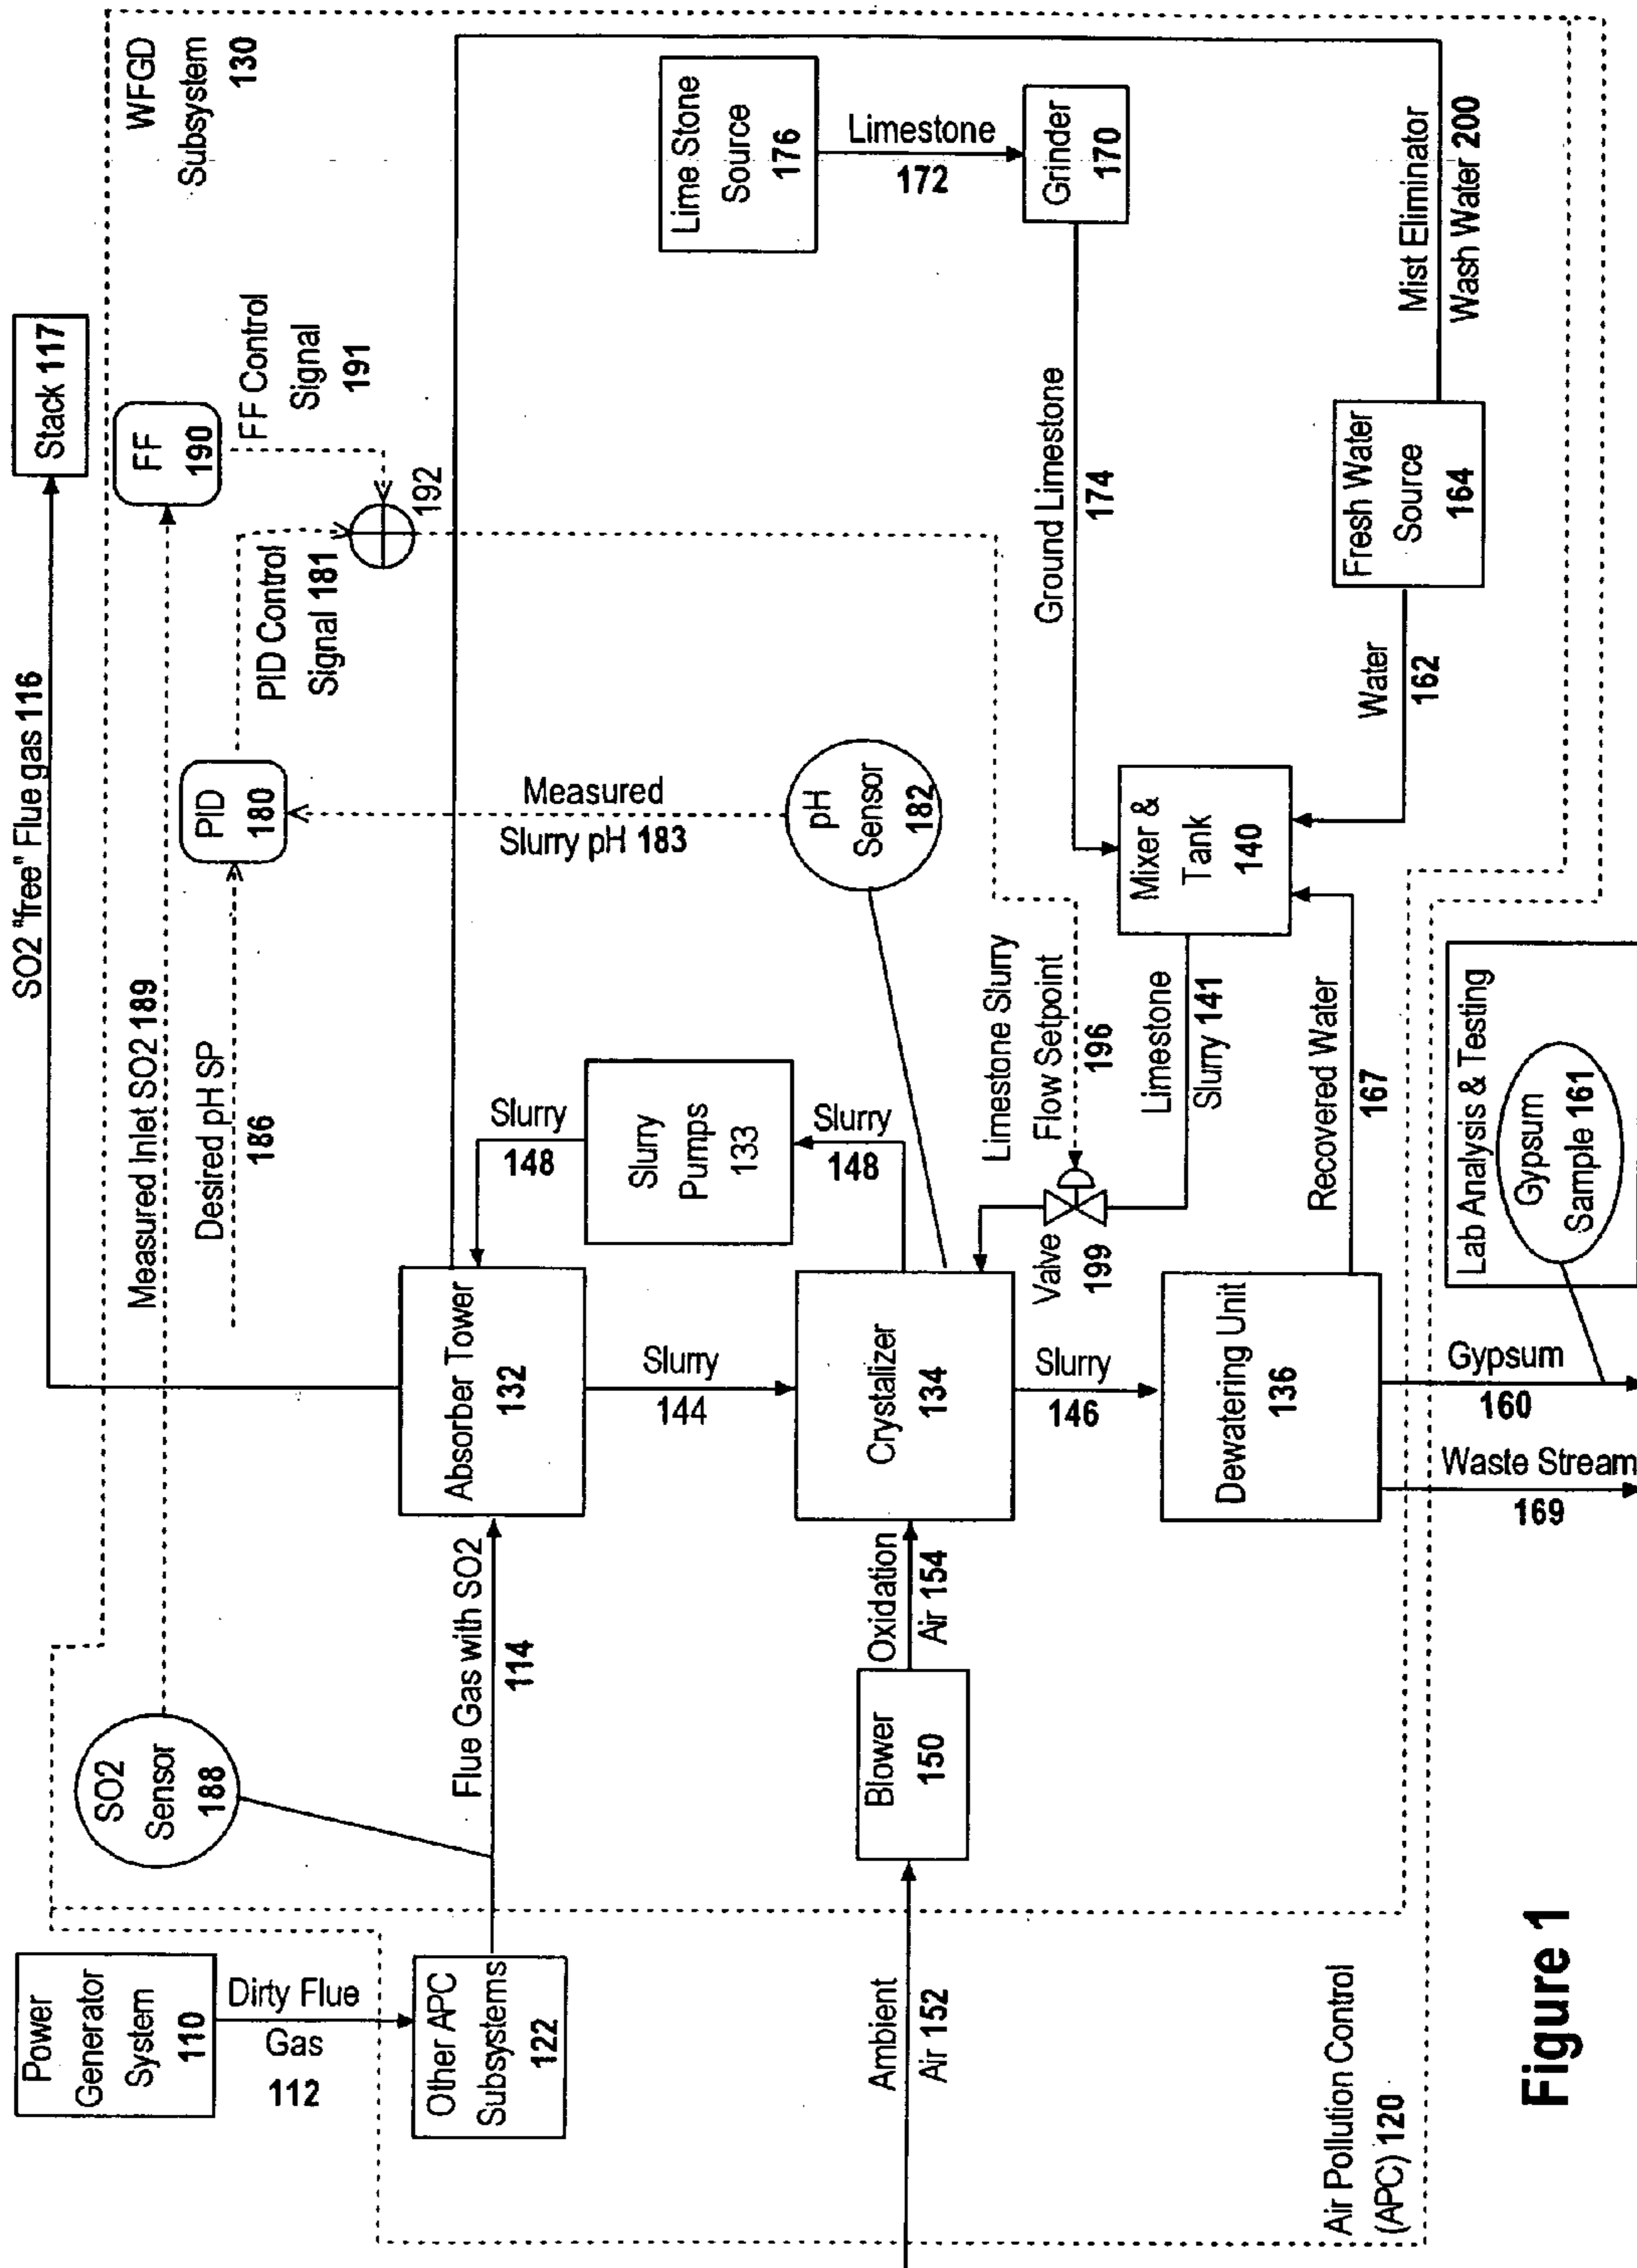 Power
Generator
System
110
Dirty Flue
Gas
112
Other APC
Subsystems
122
SO2
Sensor
188
Flue Gas with SO2
114
SO2 "free" Flue gas 116
Stack 117
Measured Inlet SO2 189
Desired pH SP
186
PID
180
FF
190
WFGD
Subsystem
130
PID Control
Signal 181
FF Control
Signal
191
192
Measured
Slurry pH 183
pH
Sensor
182
Absorber Tower
132
Slurry
148
Slurry
Pumps
133
Slurry
148
Slurry
144
Crystalizer
134
Ambient
Air 152
Blower
150
Oxidation
Air 154
Slurry
146
Valve
199
Limestone Slurry
Flow Setpoint
196
Limestone
Slurry 141
Mixer &
Tank
140
Ground Limestone
174
Lime Stone
Source
176
Limestone
172
Grinder
170
Water
162
Fresh Water
Source
164
Mist Eliminator
Wash Water 200
Dewatering Unit
136
Recovered Water
167
Gypsum
160
Waste Stream
169
Lab Analysis & Testing
Gypsum
Sample 161
Air Pollution Control
(APC) 120
Figure 1